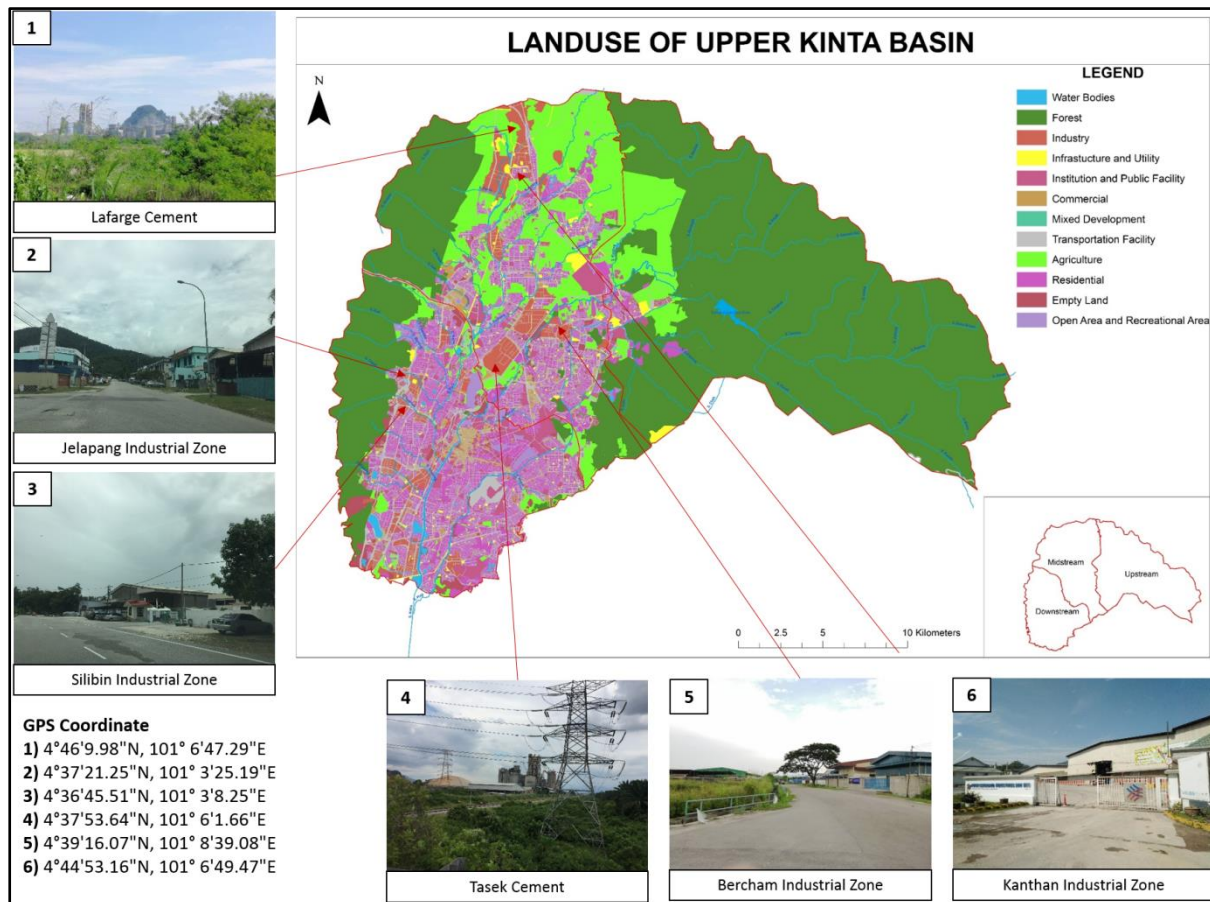 1
Lafarge Cement
2
Jelapang Industrial Zone
3
Silibin Industrial Zone
GPS Coordinate
1) 4°46'9.98"N, 101° 6'47.29"E
2) 4°37'21.25"N, 101° 3'25.19"E
3) 4°36'45.51"N, 101° 3'8.25"E
4) 4°37'53.64"N, 101° 6'1.66"E
5) 4°39'16.07"N, 101° 8'39.08"E
6) 4°44'53.16"N, 101° 6'49.47"E
LANDUSE OF UPPER KINTA BASIN
N
LEGEND
Water Bodies
Forest
Industry
Infrastucture and Utility
Institution and Public Facility
Commercial
Mixed Development
Transportation Facility
Agriculture
Residential
Empty Land
Open Area and Recreational Area
0 2.5 5 10 Kilometers
Midstream
Upstream
Downstream
4
Tasek Cement
5
Bercham Industrial Zone
6
Kanthan Industrial Zone